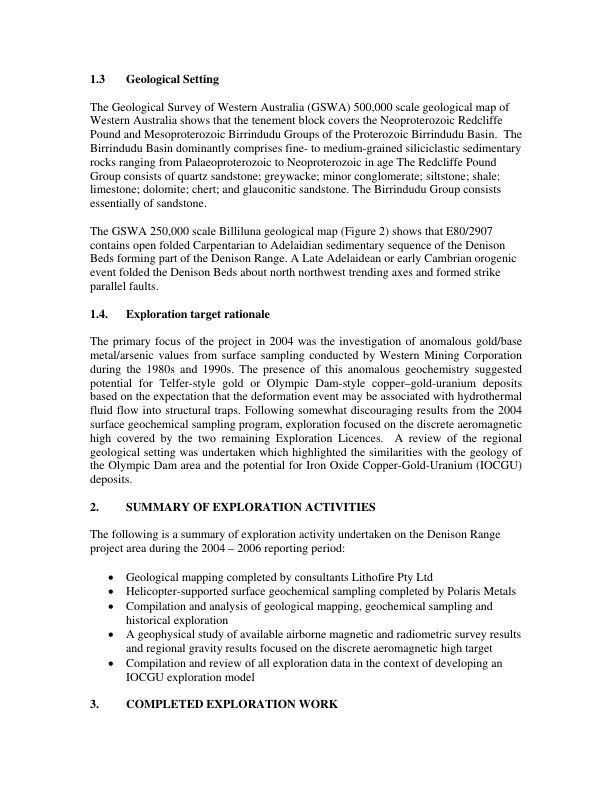 1.3 Geological Setting
The Geological Survey of Western Australia (GSWA) 500,000 scale geological map of
Western Australia shows that the tenement block covers the Neoproterozoic Redcliffe
Pound and Mesoproterozoic Birrindudu Groups of the Proterozoic Birrindudu Basin. The
Birrindudu Basin dominantly comprises fine- to medium-grained siliciclastic sedimentary
rocks ranging from Palaeoproterozoic to Neoproterozoic in age The Redcliffe Pound
Group consists of quartz sandstone; greywacke; minor conglomerate; siltstone; shale;
limestone; dolomite; chert; and glauconitic sandstone. The Birrindudu Group consists
essentially of sandstone.
The GSWA 250,000 scale Billiluna geological map (Figure 2) shows that E80/2907
contains open folded Carpentarian to Adelaidian sedimentary sequence of the Denison
Beds forming part of the Denison Range. A Late Adelaidean or early Cambrian orogenic
event folded the Denison Beds about north northwest trending axes and formed strike
parallel faults.
1.4. Exploration target rationale
The primary focus of the project in 2004 was the investigation of anomalous gold/base
metal/arsenic values from surface sampling conducted by Western Mining Corporation
during the 1980s and 1990s. The presence of this anomalous geochemistry suggested
potential for Telfer-style gold or Olympic Dam-style copper–gold-uranium deposits
based on the expectation that the deformation event may be associated with hydrothermal
fluid flow into structural traps. Following somewhat discouraging results from the 2004
surface geochemical sampling program, exploration focused on the discrete aeromagnetic
high covered by the two remaining Exploration Licences. A review of the regional
geological setting was undertaken which highlighted the similarities with the geology of
the Olympic Dam area and the potential for Iron Oxide Copper-Gold-Uranium (IOCGU)
deposits.
2. SUMMARY OF EXPLORATION ACTIVITIES
The following is a summary of exploration activity undertaken on the Denison Range
project area during the 2004 – 2006 reporting period:
• Geological mapping completed by consultants Lithofire Pty Ltd
• Helicopter-supported surface geochemical sampling completed by Polaris Metals
• Compilation and analysis of geological mapping, geochemical sampling and
historical exploration
• A geophysical study of available airborne magnetic and radiometric survey results
and regional gravity results focused on the discrete aeromagnetic high target
• Compilation and review of all exploration data in the context of developing an
IOCGU exploration model
3. COMPLETED EXPLORATION WORK